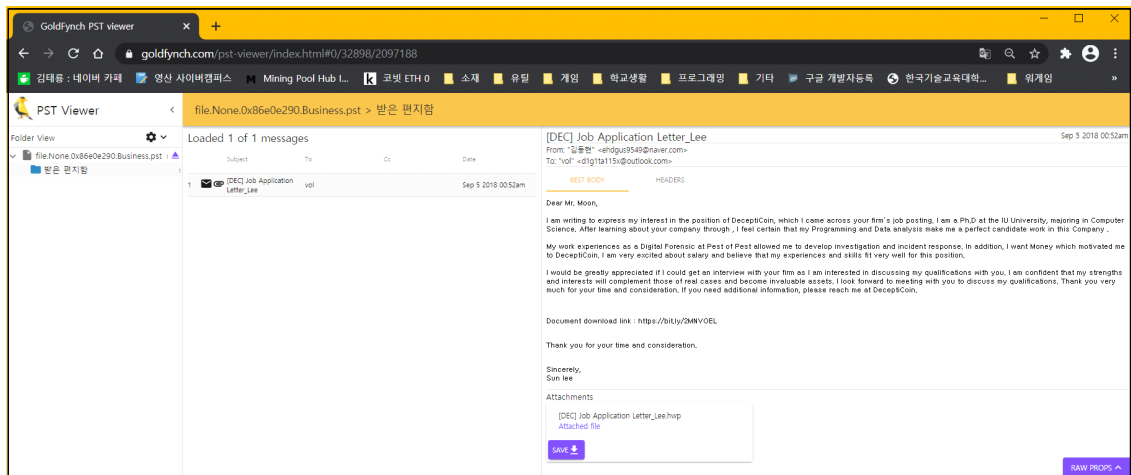 GoldFynch PST viewer
goldfynch.com/pst-viewer/index.html#0/32898/2097188
김태룡 : 네이버 카페 영산 사이버캠퍼스 Mining Pool Hub I... 코빗 ETH 0 소재 유틸 게임 학교생활 프로그래밍 기타 구글 개발자등록 한국기술교육대학... 워게임 »
PST Viewer
file.None.0x86e0e290.Business.pst > 받은 편지함
Folder View
file.None.0x86e0e290.Business.pst 1
받은 편지함 1
Loaded 1 of 1 messages
Subject To Cc Date
1 [DEC] Job Application Letter_Lee vol Sep 5 2018 00:52am
[DEC] Job Application Letter_Lee
Sep 5 2018 00:52am
From: "김동현" <ehdgus9549@naver.com>
To: "vol" <d1g1ta115x@outlook.com>
BEST BODY HEADERS
Dear Mr, Moon,
I am writing to express my interest in the position of DeceptiCoin, which I came across your firm's job posting, I am a Ph,D at the IU University, majoring in Computer
Science, After learning about your company through , I feel certain that my Programming and Data analysis make me a perfect candidate work in this Company .
My work experiences as a Digital Forensic at Pest of Pest allowed me to develop investigation and incident response, In addition, I want Money which motivated me
to DeceptiCoin, I am very excited about salary and believe that my experiences and skills fit very well for this position,
I would be greatly appreciated if I could get an interview with your firm as I am interested in discussing my qualifications with you, I am confident that my strengths
and interests will complement those of real cases and become invaluable assets, I look forward to meeting with you to discuss my qualifications, Thank you very
much for your time and consideration, If you need additional information, please reach me at DeceptiCoin,
Document download link : https://bit,ly/2MNVOEL
Thank you for your time and consideration,
Sincerely,
Sun lee
Attachments
[DEC] Job Application Letter_Lee.hwp
Attached file
SAVE
RAW PROPS